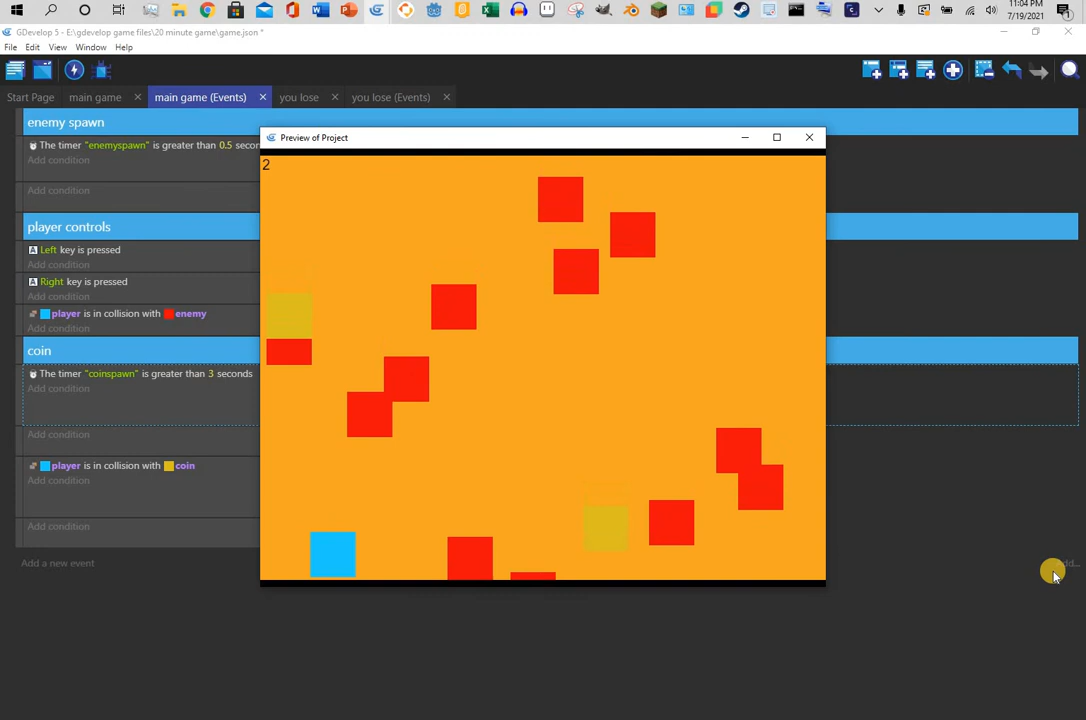 11:04 PM
7/19/2021
GDevelop 5 - E:\gdevelop game files\20 minute game\game.json *
File Edit View Window Help
Start Page main game main game (Events) you lose you lose (Events)
enemy spawn
Preview of Project
The timer "enemyspawn" is greater than 0.5 secon
Add condition
2
Add condition
player controls
Left key is pressed
Add condition
Right key is pressed
Add condition
player is in collision with enemy
Add condition
coin
The timer "coinspawn" is greater than 3 seconds
Add condition
Add condition
player is in collision with coin
Add condition
Add condition
Add a new event